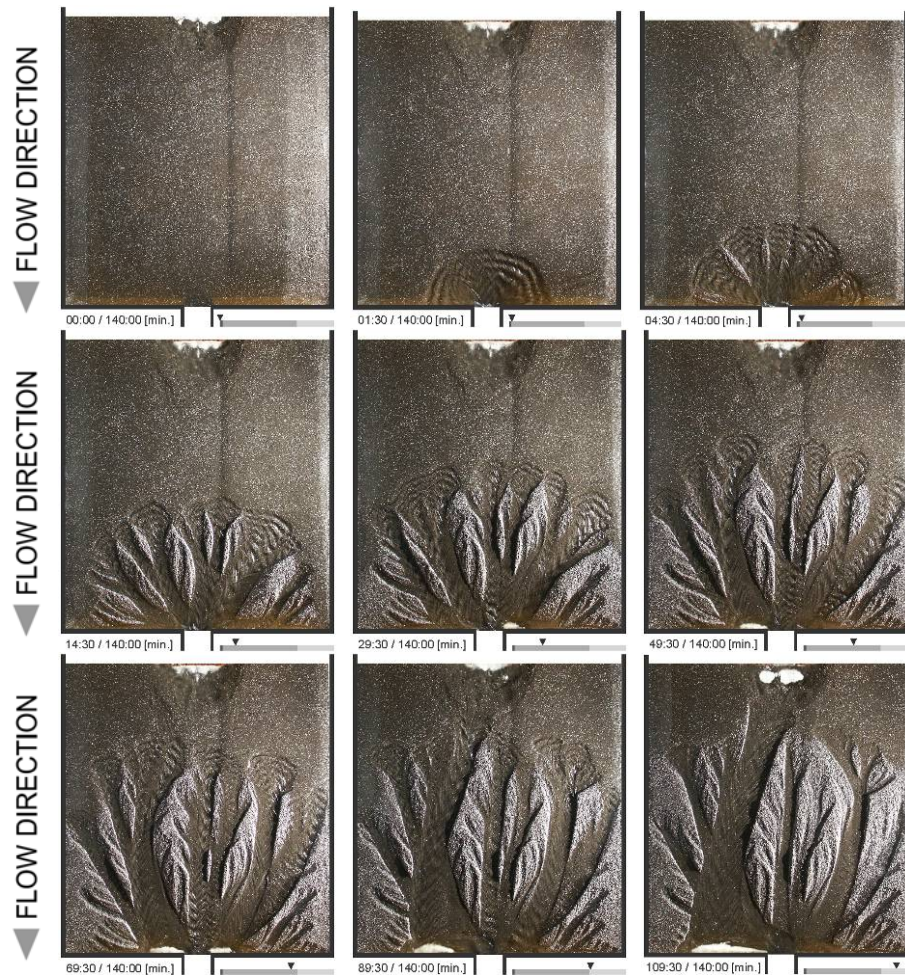 FLOW DIRECTION
00:00 / 140:00 [min.]
01:30 / 140:00 [min.]
04:30 / 140:00 [min.]
FLOW DIRECTION
14:30 / 140:00 [min.]
29:30 / 140:00 [min.]
49:30 / 140:00 [min.]
FLOW DIRECTION
69:30 / 140:00 [min.]
89:30 / 140:00 [min.]
109:30 / 140:00 [min.]